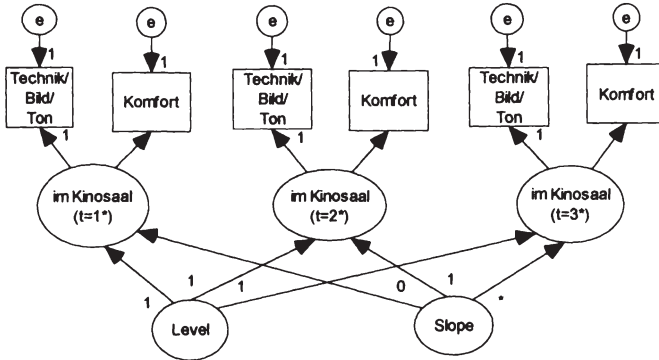 e e e e e e
1 1 1 1 1 1
Technik/
Bild/
Ton
Komfort
Technik/
Bild/
Ton
Komfort
Technik/
Bild/
Ton
Komfort
1 1 1
im Kinosaal
(t=1*)
im Kinosaal
(t=2*)
im Kinosaal
(t=3*)
1 1 1 0 1 *
Level
Slope